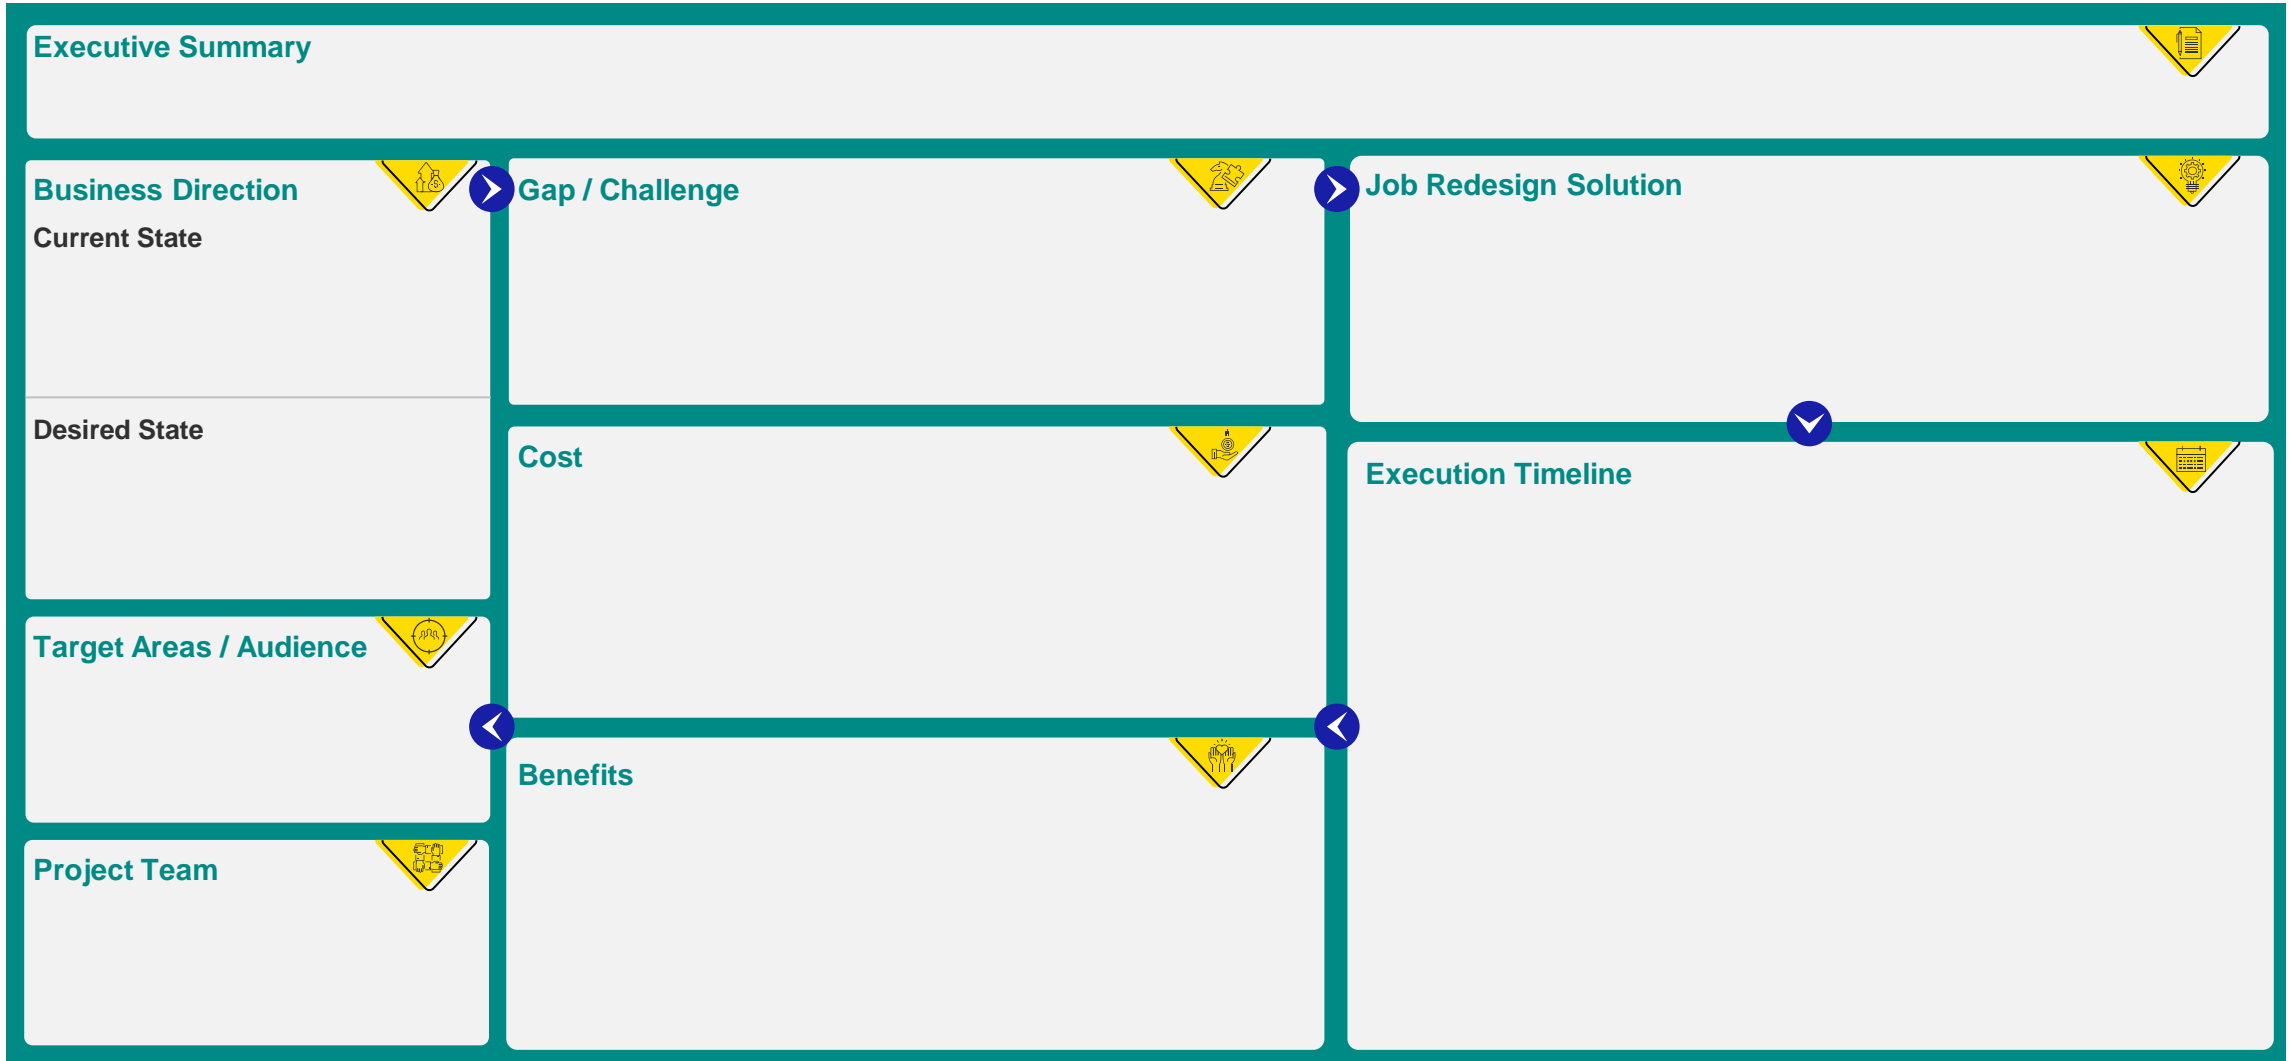 Executive Summary
Business Direction
Current State
Desired State
Gap / Challenge
Job Redesign Solution
Cost
Execution Timeline
Target Areas / Audience
Benefits
Project Team